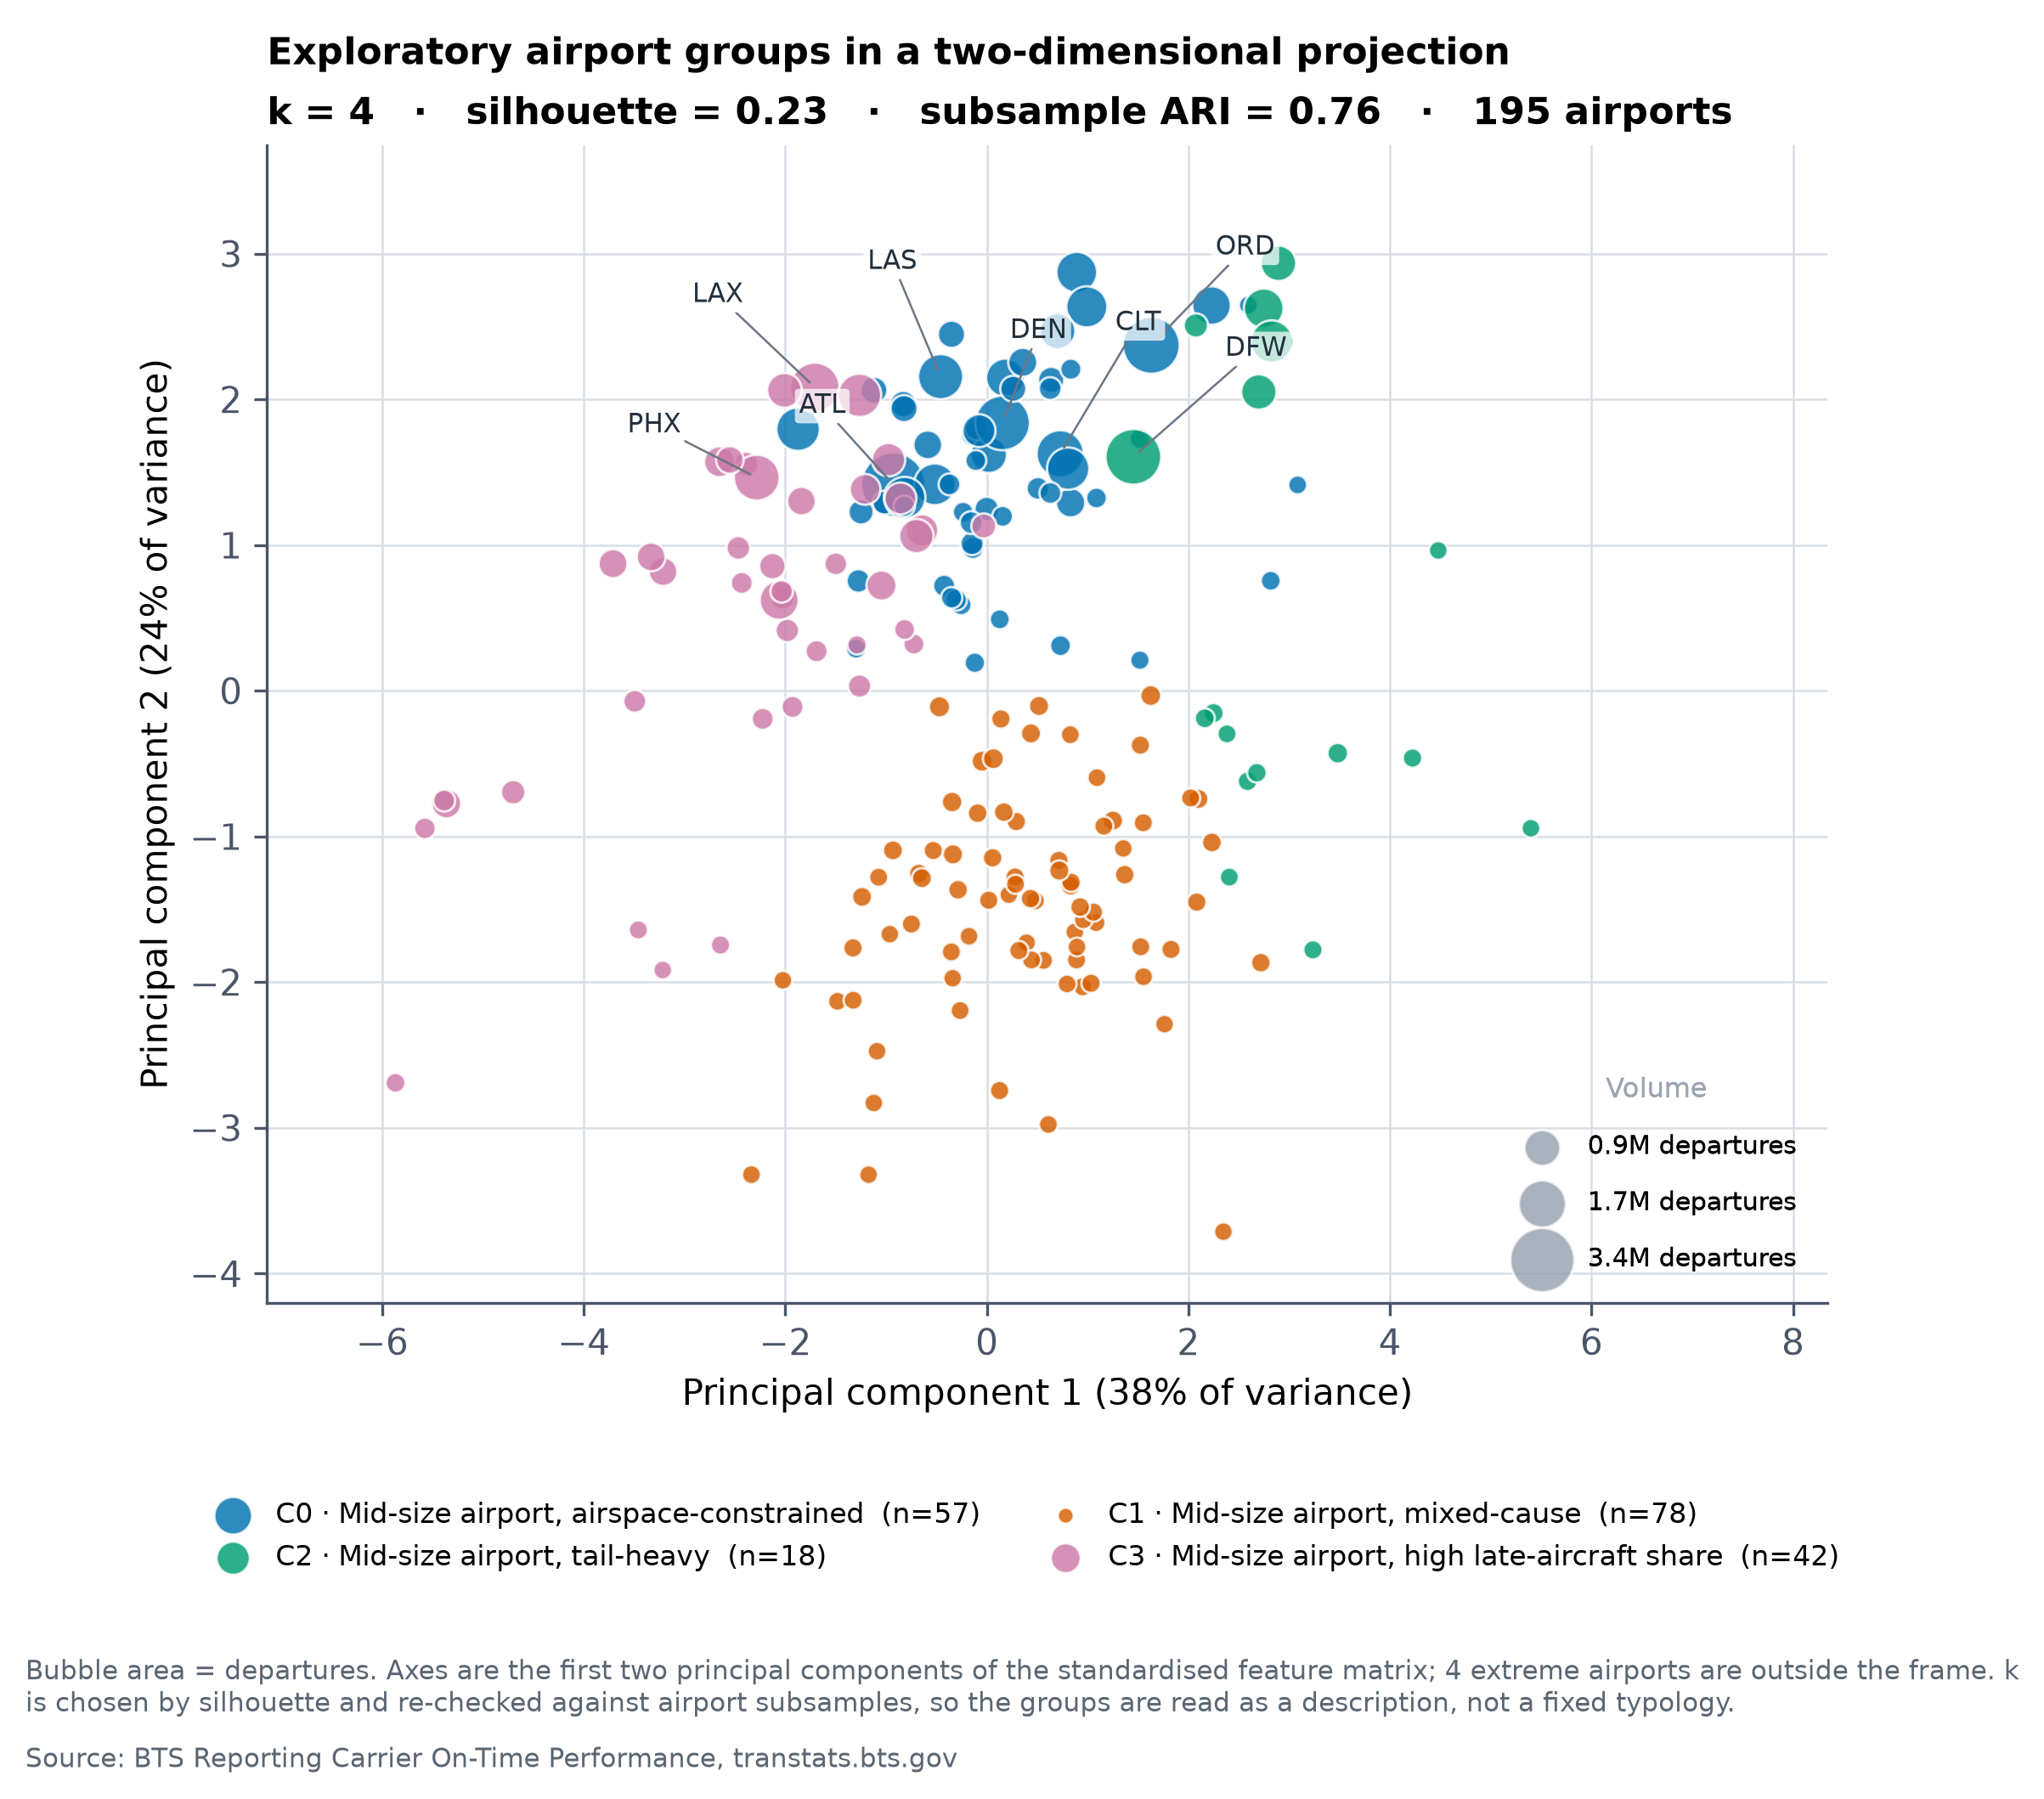 Exploratory airport groups in a two-dimensional projection
k = 4 · silhouette = 0.23 · subsample ARI = 0.76 · 195 airports
Principal component 2 (24% of variance)
3
2
1
0
−1
−2
−3
−4
ORD
LAS
LAX
DEN
CLT
DFW
ATL
PHX
Volume
0.9M departures
1.7M departures
3.4M departures
−6
−4
−2
0
2
4
6
8
Principal component 1 (38% of variance)
C0 · Mid-size airport, airspace-constrained (n=57)
C1 · Mid-size airport, mixed-cause (n=78)
C2 · Mid-size airport, tail-heavy (n=18)
C3 · Mid-size airport, high late-aircraft share (n=42)
Bubble area = departures. Axes are the first two principal components of the standardised feature matrix; 4 extreme airports are outside the frame. k
is chosen by silhouette and re-checked against airport subsamples, so the groups are read as a description, not a fixed typology.
Source: BTS Reporting Carrier On-Time Performance, transtats.bts.gov